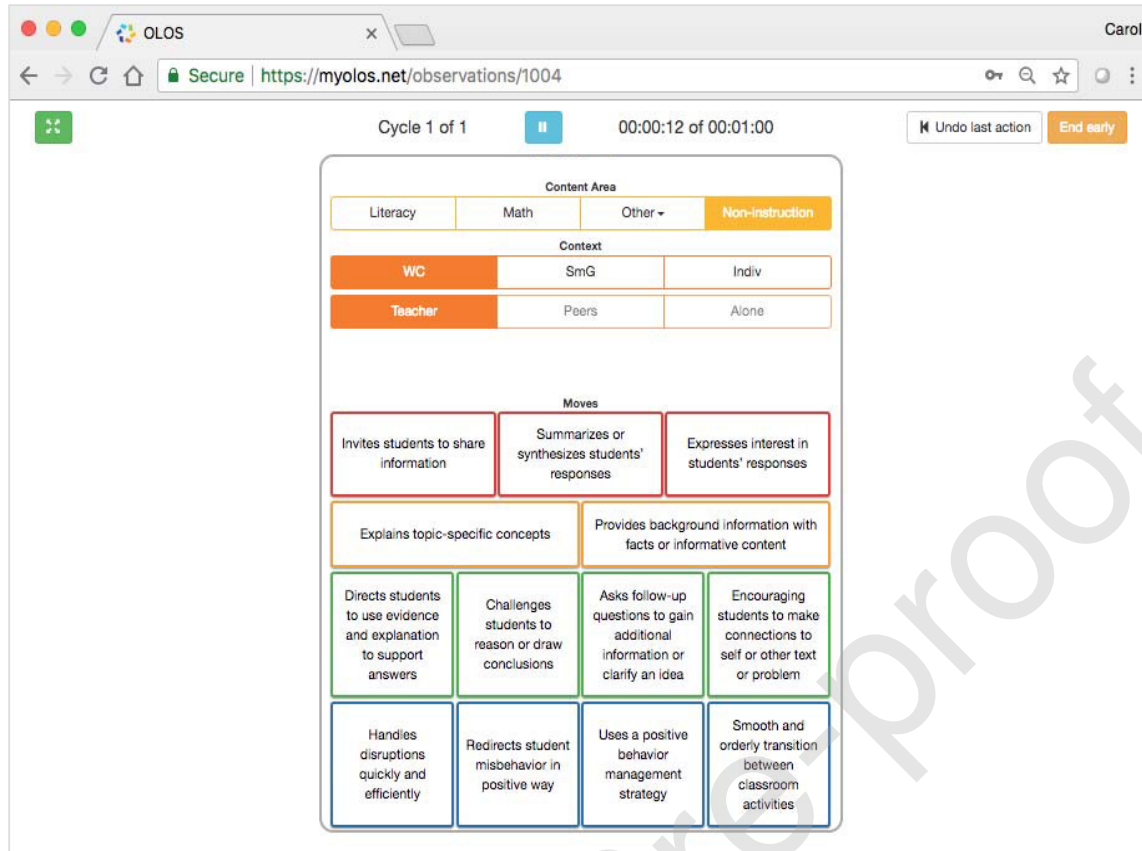 OLOS
Carol
Secure | https://myolos.net/observations/1004
Cycle 1 of 1
00:00:12 of 00:01:00
Undo last action
End early
Content Area
Literacy Math Other Non-instruction
Context
WC SmG Indiv
Teacher Peers Alone
Moves
Invites students to share
information
Summarizes or
synthesizes students'
responses
Expresses interest in
students' responses
Explains topic-specific concepts
Provides background information with
facts or informative content
Directs students
to use evidence
and explanation
to support
answers
Challenges
students to
reason or draw
conclusions
Asks follow-up
questions to gain
additional
information or
clarify an idea
Encouraging
students to make
connections to
self or other text
or problem
Handles
disruptions
quickly and
efficiently
Redirects student
misbehavior in
positive way
Uses a positive
behavior
management
strategy
Smooth and
orderly transition
between
classroom
activities
re-proof